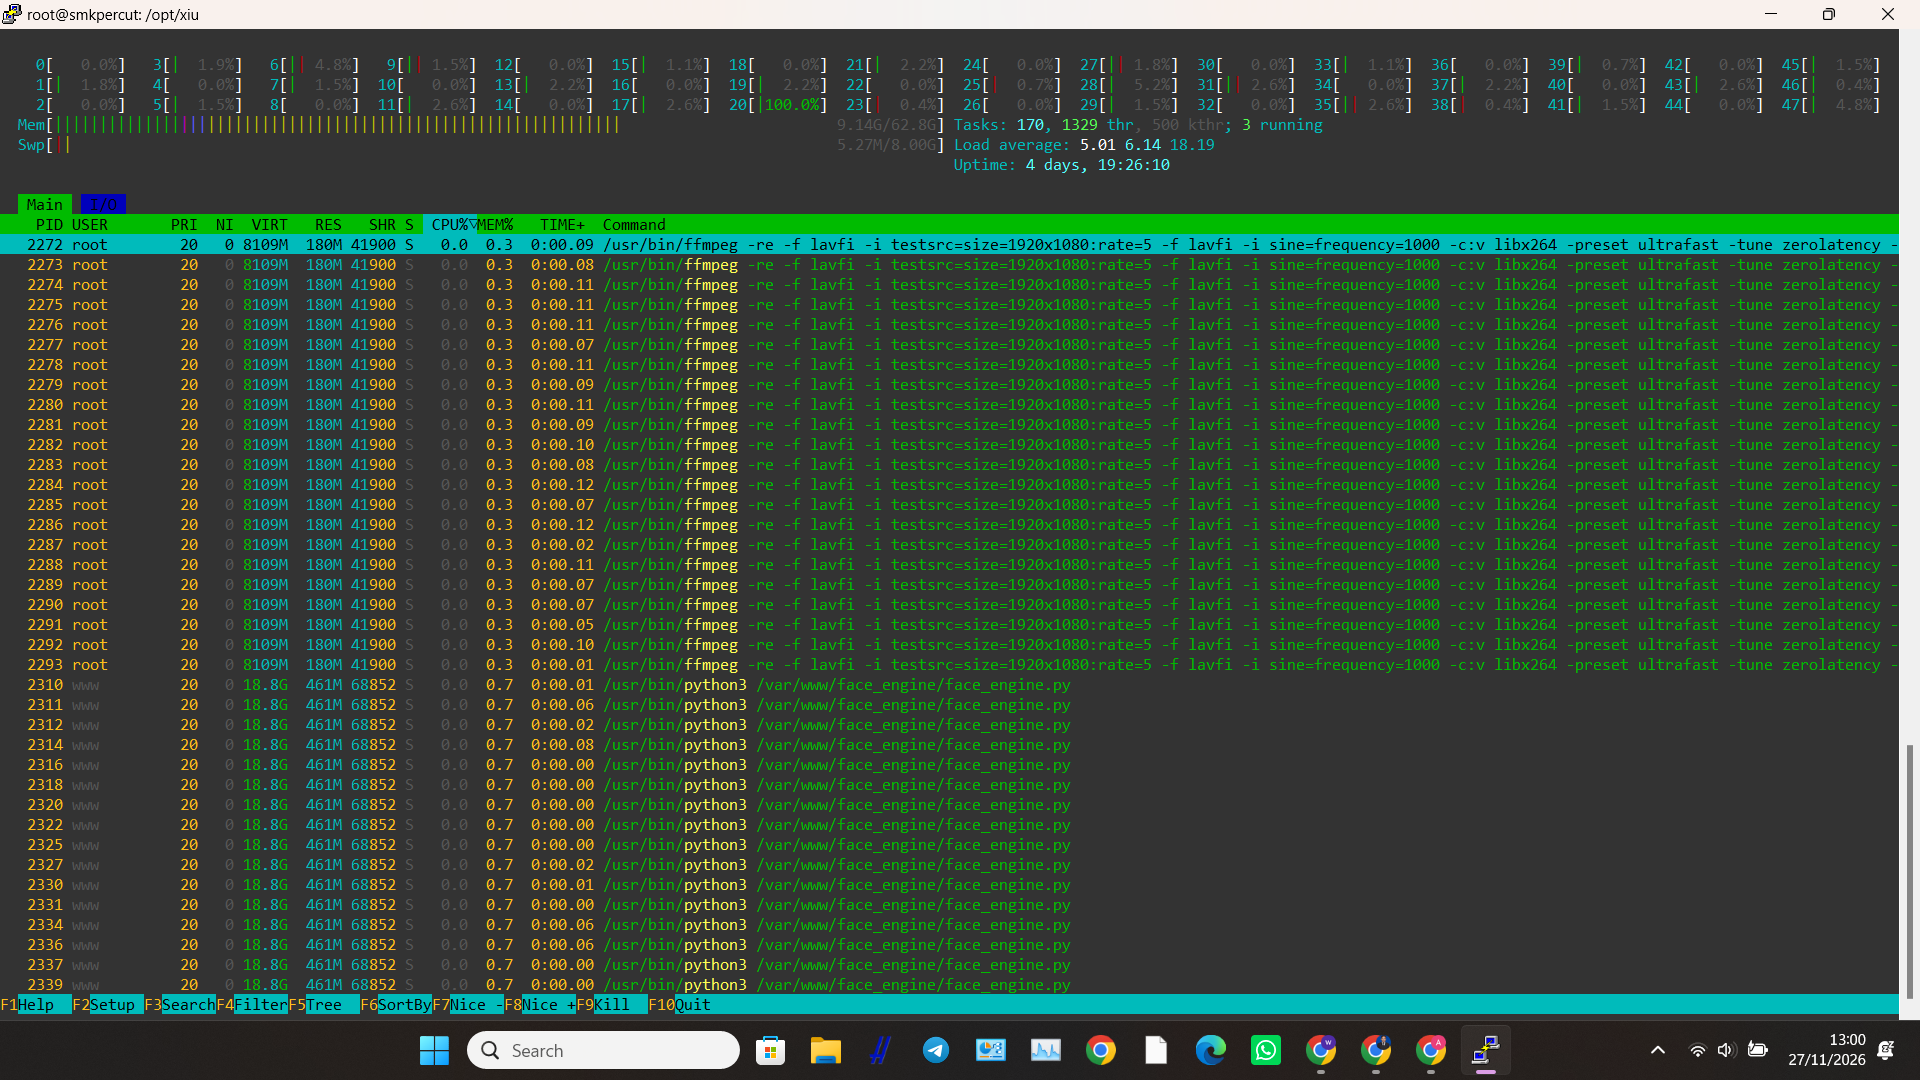 root@smkpercut: /opt/xiu
0[ 0.0%] 3[| 1.9%] 6[|| 4.8%] 9[|| 1.5%] 12[ 0.0%] 15[| 1.1%] 18[ 0.0%] 21[| 2.2%] 24[ 0.0%] 27[|| 1.8%] 30[ 0.0%] 33[| 1.1%] 36[ 0.0%] 39[| 0.7%] 42[ 0.0%] 45[| 1.5%]
1[| 1.8%] 4[ 0.0%] 7[| 1.5%] 10[ 0.0%] 13[| 2.2%] 16[ 0.0%] 19[| 2.2%] 22[ 0.0%] 25[| 0.7%] 28[| 5.2%] 31[|| 2.6%] 34[ 0.0%] 37[| 2.2%] 40[ 0.0%] 43[| 2.6%] 46[| 0.4%]
2[ 0.0%] 5[| 1.5%] 8[ 0.0%] 11[| 2.6%] 14[ 0.0%] 17[| 2.6%] 20[|100.0%] 23[| 0.4%] 26[ 0.0%] 29[| 1.5%] 32[ 0.0%] 35[|| 2.6%] 38[| 0.4%] 41[| 1.5%] 44[ 0.0%] 47[| 4.8%]
Mem[ 9.14G/62.8G] Tasks: 170, 1329 thr, 500 kthr; 3 running
Swp[|| 5.27M/8.00G] Load average: 5.01 6.14 18.19
Uptime: 4 days, 19:26:10
Main I/O
PID USER PRI NI VIRT RES SHR S CPU%▽MEM% TIME+ Command
2272 root 20 0 8109M 180M 41900 S 0.0 0.3 0:00.09 /usr/bin/ffmpeg -re -f lavfi -i testsrc=size=1920x1080:rate=5 -f lavfi -i sine=frequency=1000 -c:v libx264 -preset ultrafast -tune zerolatency -
2273 root 20 0 8109M 180M 41900 S 0.0 0.3 0:00.08 /usr/bin/ffmpeg -re -f lavfi -i testsrc=size=1920x1080:rate=5 -f lavfi -i sine=frequency=1000 -c:v libx264 -preset ultrafast -tune zerolatency -
2274 root 20 0 8109M 180M 41900 S 0.0 0.3 0:00.11 /usr/bin/ffmpeg -re -f lavfi -i testsrc=size=1920x1080:rate=5 -f lavfi -i sine=frequency=1000 -c:v libx264 -preset ultrafast -tune zerolatency -
2275 root 20 0 8109M 180M 41900 S 0.0 0.3 0:00.11 /usr/bin/ffmpeg -re -f lavfi -i testsrc=size=1920x1080:rate=5 -f lavfi -i sine=frequency=1000 -c:v libx264 -preset ultrafast -tune zerolatency -
2276 root 20 0 8109M 180M 41900 S 0.0 0.3 0:00.11 /usr/bin/ffmpeg -re -f lavfi -i testsrc=size=1920x1080:rate=5 -f lavfi -i sine=frequency=1000 -c:v libx264 -preset ultrafast -tune zerolatency -
2277 root 20 0 8109M 180M 41900 S 0.0 0.3 0:00.07 /usr/bin/ffmpeg -re -f lavfi -i testsrc=size=1920x1080:rate=5 -f lavfi -i sine=frequency=1000 -c:v libx264 -preset ultrafast -tune zerolatency -
2278 root 20 0 8109M 180M 41900 S 0.0 0.3 0:00.11 /usr/bin/ffmpeg -re -f lavfi -i testsrc=size=1920x1080:rate=5 -f lavfi -i sine=frequency=1000 -c:v libx264 -preset ultrafast -tune zerolatency -
2279 root 20 0 8109M 180M 41900 S 0.0 0.3 0:00.09 /usr/bin/ffmpeg -re -f lavfi -i testsrc=size=1920x1080:rate=5 -f lavfi -i sine=frequency=1000 -c:v libx264 -preset ultrafast -tune zerolatency -
2280 root 20 0 8109M 180M 41900 S 0.0 0.3 0:00.11 /usr/bin/ffmpeg -re -f lavfi -i testsrc=size=1920x1080:rate=5 -f lavfi -i sine=frequency=1000 -c:v libx264 -preset ultrafast -tune zerolatency -
2281 root 20 0 8109M 180M 41900 S 0.0 0.3 0:00.09 /usr/bin/ffmpeg -re -f lavfi -i testsrc=size=1920x1080:rate=5 -f lavfi -i sine=frequency=1000 -c:v libx264 -preset ultrafast -tune zerolatency -
2282 root 20 0 8109M 180M 41900 S 0.0 0.3 0:00.10 /usr/bin/ffmpeg -re -f lavfi -i testsrc=size=1920x1080:rate=5 -f lavfi -i sine=frequency=1000 -c:v libx264 -preset ultrafast -tune zerolatency -
2283 root 20 0 8109M 180M 41900 S 0.0 0.3 0:00.08 /usr/bin/ffmpeg -re -f lavfi -i testsrc=size=1920x1080:rate=5 -f lavfi -i sine=frequency=1000 -c:v libx264 -preset ultrafast -tune zerolatency -
2284 root 20 0 8109M 180M 41900 S 0.0 0.3 0:00.12 /usr/bin/ffmpeg -re -f lavfi -i testsrc=size=1920x1080:rate=5 -f lavfi -i sine=frequency=1000 -c:v libx264 -preset ultrafast -tune zerolatency -
2285 root 20 0 8109M 180M 41900 S 0.0 0.3 0:00.07 /usr/bin/ffmpeg -re -f lavfi -i testsrc=size=1920x1080:rate=5 -f lavfi -i sine=frequency=1000 -c:v libx264 -preset ultrafast -tune zerolatency -
2286 root 20 0 8109M 180M 41900 S 0.0 0.3 0:00.12 /usr/bin/ffmpeg -re -f lavfi -i testsrc=size=1920x1080:rate=5 -f lavfi -i sine=frequency=1000 -c:v libx264 -preset ultrafast -tune zerolatency -
2287 root 20 0 8109M 180M 41900 S 0.0 0.3 0:00.02 /usr/bin/ffmpeg -re -f lavfi -i testsrc=size=1920x1080:rate=5 -f lavfi -i sine=frequency=1000 -c:v libx264 -preset ultrafast -tune zerolatency -
2288 root 20 0 8109M 180M 41900 S 0.0 0.3 0:00.11 /usr/bin/ffmpeg -re -f lavfi -i testsrc=size=1920x1080:rate=5 -f lavfi -i sine=frequency=1000 -c:v libx264 -preset ultrafast -tune zerolatency -
2289 root 20 0 8109M 180M 41900 S 0.0 0.3 0:00.07 /usr/bin/ffmpeg -re -f lavfi -i testsrc=size=1920x1080:rate=5 -f lavfi -i sine=frequency=1000 -c:v libx264 -preset ultrafast -tune zerolatency -
2290 root 20 0 8109M 180M 41900 S 0.0 0.3 0:00.07 /usr/bin/ffmpeg -re -f lavfi -i testsrc=size=1920x1080:rate=5 -f lavfi -i sine=frequency=1000 -c:v libx264 -preset ultrafast -tune zerolatency -
2291 root 20 0 8109M 180M 41900 S 0.0 0.3 0:00.05 /usr/bin/ffmpeg -re -f lavfi -i testsrc=size=1920x1080:rate=5 -f lavfi -i sine=frequency=1000 -c:v libx264 -preset ultrafast -tune zerolatency -
2292 root 20 0 8109M 180M 41900 S 0.0 0.3 0:00.10 /usr/bin/ffmpeg -re -f lavfi -i testsrc=size=1920x1080:rate=5 -f lavfi -i sine=frequency=1000 -c:v libx264 -preset ultrafast -tune zerolatency -
2293 root 20 0 8109M 180M 41900 S 0.0 0.3 0:00.01 /usr/bin/ffmpeg -re -f lavfi -i testsrc=size=1920x1080:rate=5 -f lavfi -i sine=frequency=1000 -c:v libx264 -preset ultrafast -tune zerolatency -
2310 www 20 0 18.8G 461M 68852 S 0.0 0.7 0:00.01 /usr/bin/python3 /var/www/face_engine/face_engine.py
2311 www 20 0 18.8G 461M 68852 S 0.0 0.7 0:00.06 /usr/bin/python3 /var/www/face_engine/face_engine.py
2312 www 20 0 18.8G 461M 68852 S 0.0 0.7 0:00.02 /usr/bin/python3 /var/www/face_engine/face_engine.py
2314 www 20 0 18.8G 461M 68852 S 0.0 0.7 0:00.08 /usr/bin/python3 /var/www/face_engine/face_engine.py
2316 www 20 0 18.8G 461M 68852 S 0.0 0.7 0:00.00 /usr/bin/python3 /var/www/face_engine/face_engine.py
2318 www 20 0 18.8G 461M 68852 S 0.0 0.7 0:00.00 /usr/bin/python3 /var/www/face_engine/face_engine.py
2320 www 20 0 18.8G 461M 68852 S 0.0 0.7 0:00.00 /usr/bin/python3 /var/www/face_engine/face_engine.py
2322 www 20 0 18.8G 461M 68852 S 0.0 0.7 0:00.00 /usr/bin/python3 /var/www/face_engine/face_engine.py
2325 www 20 0 18.8G 461M 68852 S 0.0 0.7 0:00.00 /usr/bin/python3 /var/www/face_engine/face_engine.py
2327 www 20 0 18.8G 461M 68852 S 0.0 0.7 0:00.02 /usr/bin/python3 /var/www/face_engine/face_engine.py
2330 www 20 0 18.8G 461M 68852 S 0.0 0.7 0:00.01 /usr/bin/python3 /var/www/face_engine/face_engine.py
2331 www 20 0 18.8G 461M 68852 S 0.0 0.7 0:00.00 /usr/bin/python3 /var/www/face_engine/face_engine.py
2334 www 20 0 18.8G 461M 68852 S 0.0 0.7 0:00.06 /usr/bin/python3 /var/www/face_engine/face_engine.py
2336 www 20 0 18.8G 461M 68852 S 0.0 0.7 0:00.06 /usr/bin/python3 /var/www/face_engine/face_engine.py
2337 www 20 0 18.8G 461M 68852 S 0.0 0.7 0:00.00 /usr/bin/python3 /var/www/face_engine/face_engine.py
2339 www 20 0 18.8G 461M 68852 S 0.0 0.7 0:00.00 /usr/bin/python3 /var/www/face_engine/face_engine.py
F1Help F2Setup F3SearchF4FilterF5Tree F6SortByF7Nice -F8Nice +F9Kill F10Quit
Search
13:00
27/11/2026